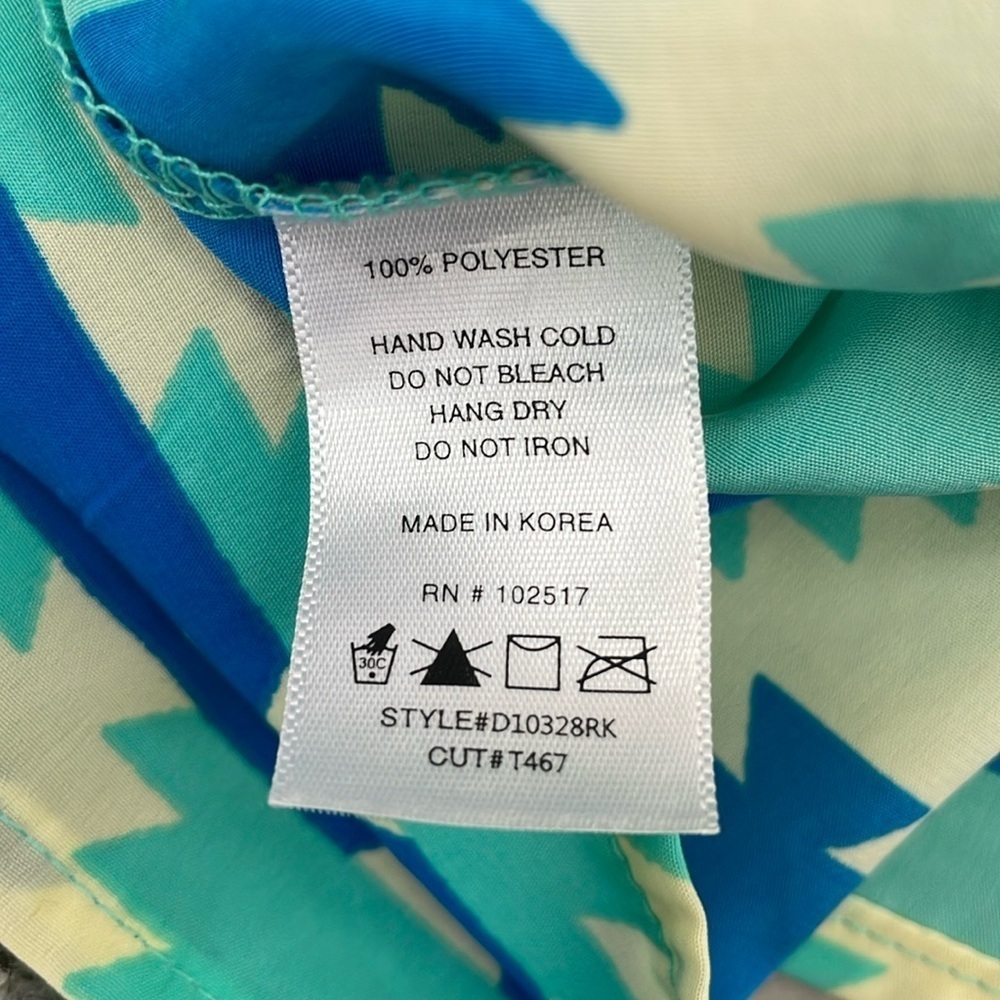 100% POLYESTER
HAND WASH COLD
DO NOT BLEACH
HANG DRY
DO NOT IRON
MADE IN KOREA
RN # 102517
30C
STYLE#D10328RK
CUT#T467